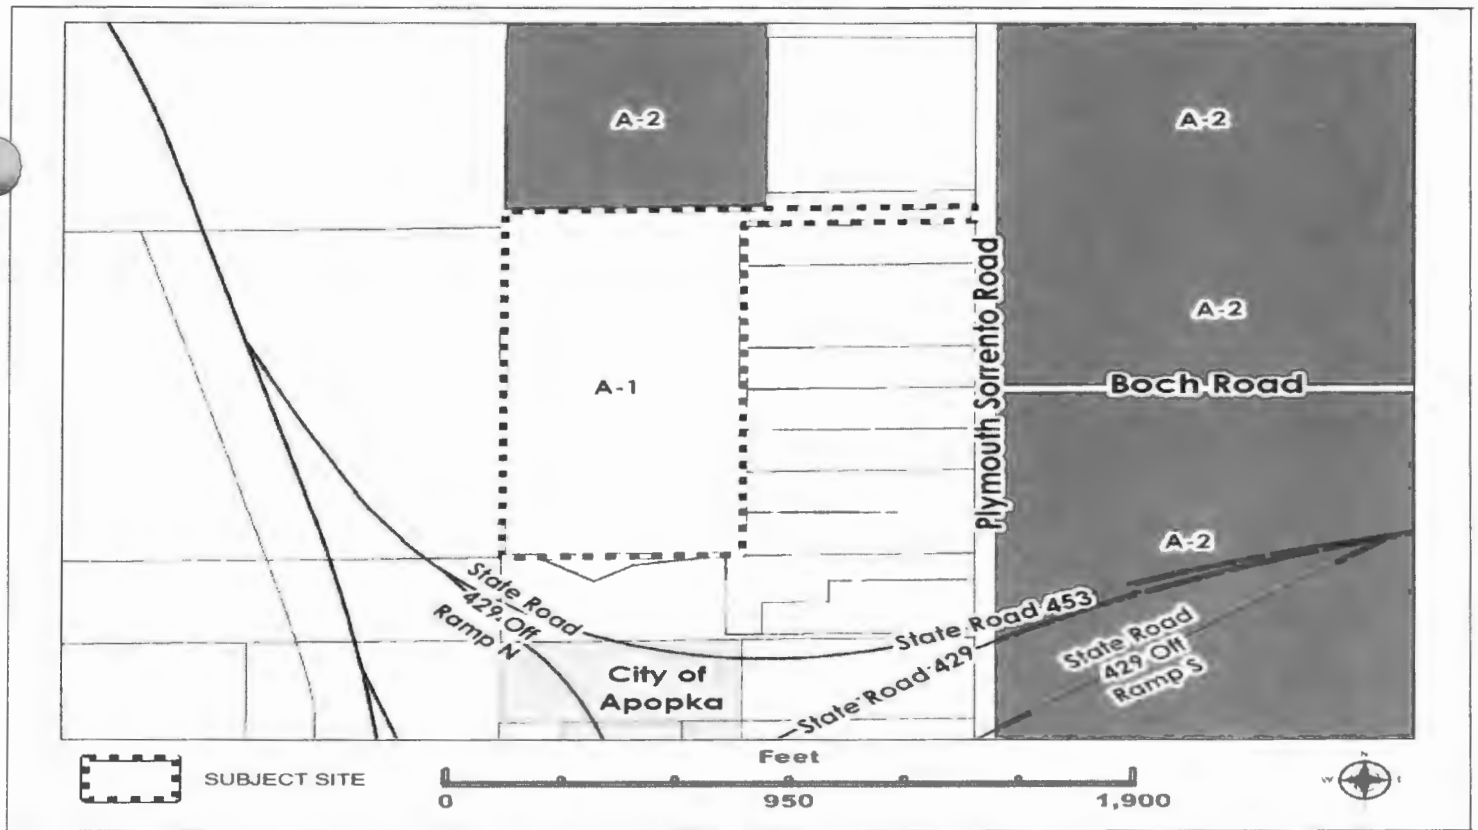 A-2
A-2
Plymouth Sorrento Road
A-2
A-1
Boch Road
A-2
State Road
429 Off
Ramp N
State Road 453
State Road 429
State Road
429 Off
Ramp S
City of
Apopka
Feet
SUBJECT SITE
0
950
1,900
N
W
E